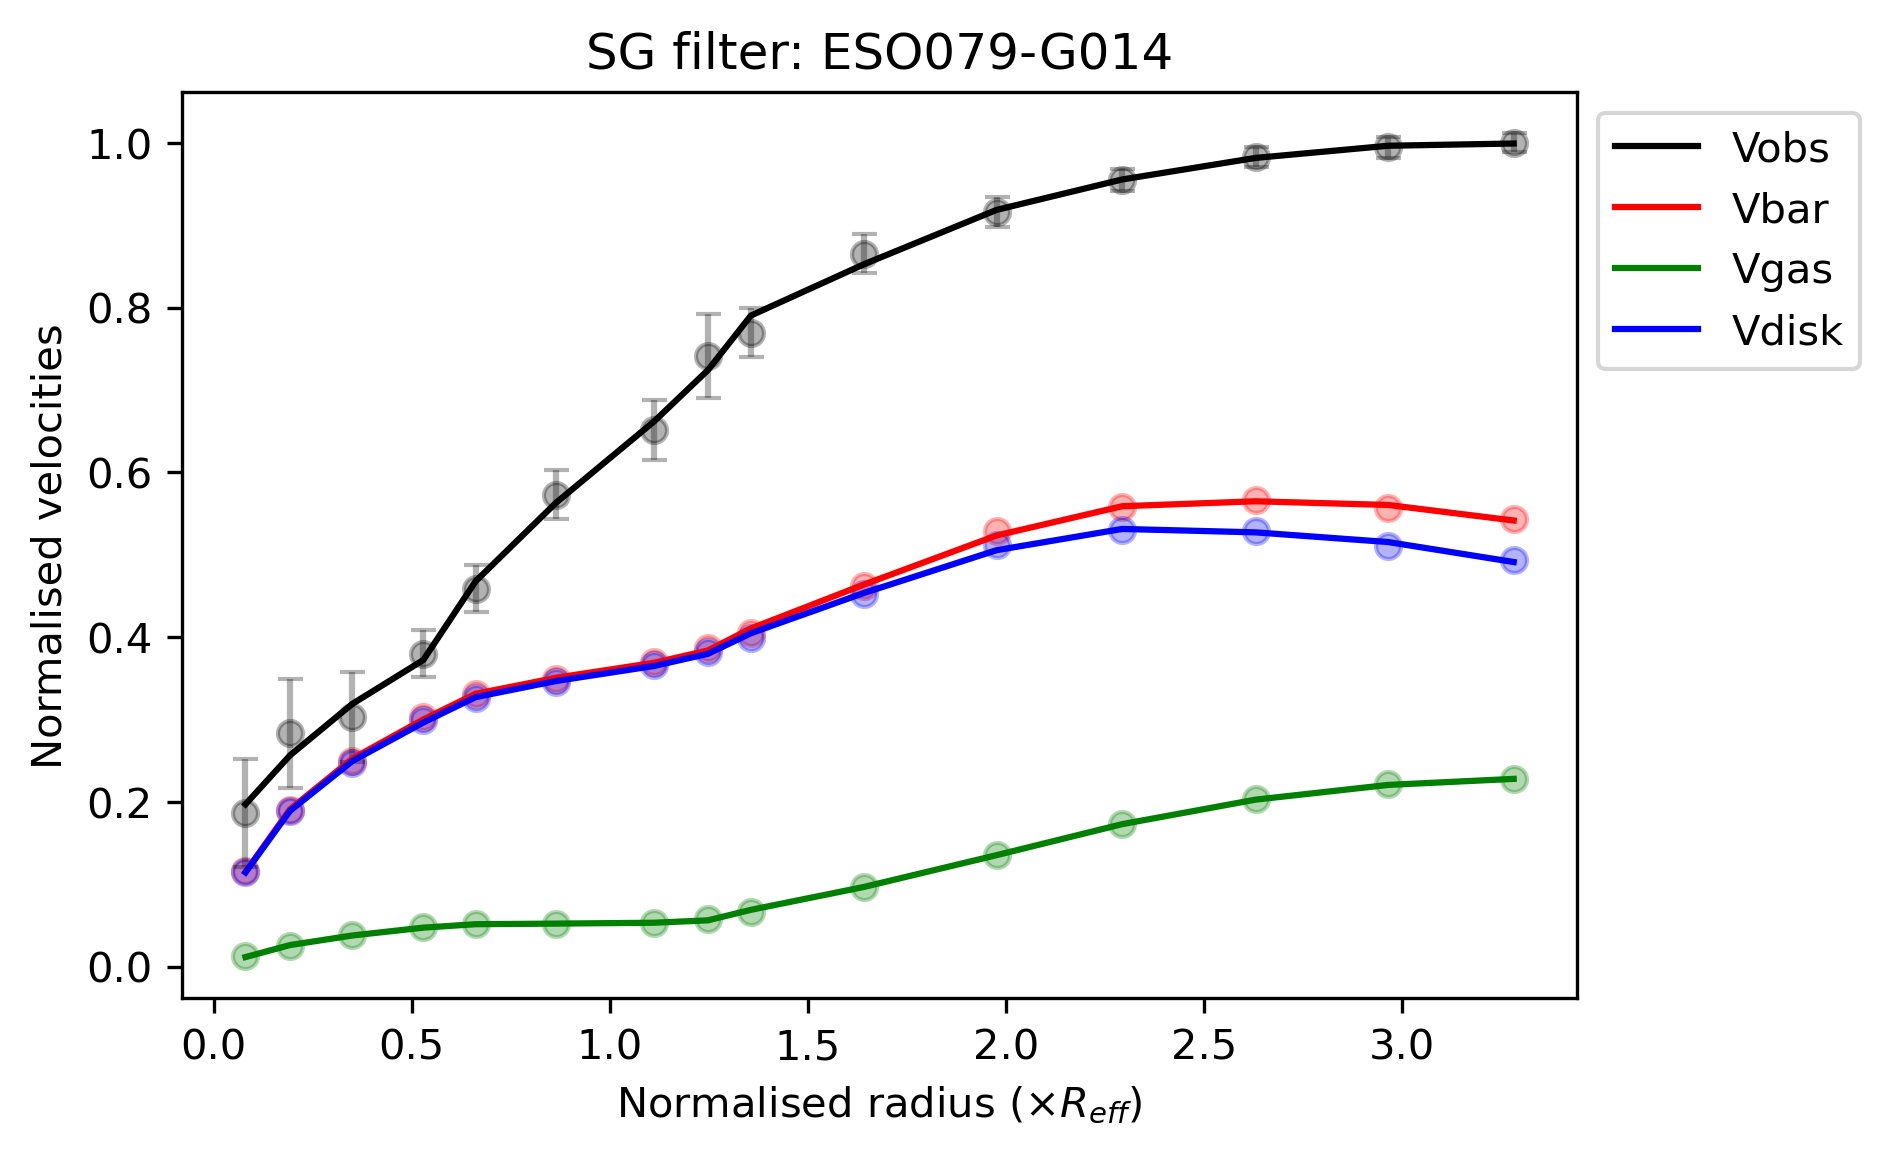 SG filter: ESO079-G014
Normalised velocities
1.0
0.8
0.6
0.4
0.2
0.0
0.0 0.5 1.0 1.5 2.0 2.5 3.0
Normalised radius (×R_eff)
Vobs
Vbar
Vgas
Vdisk